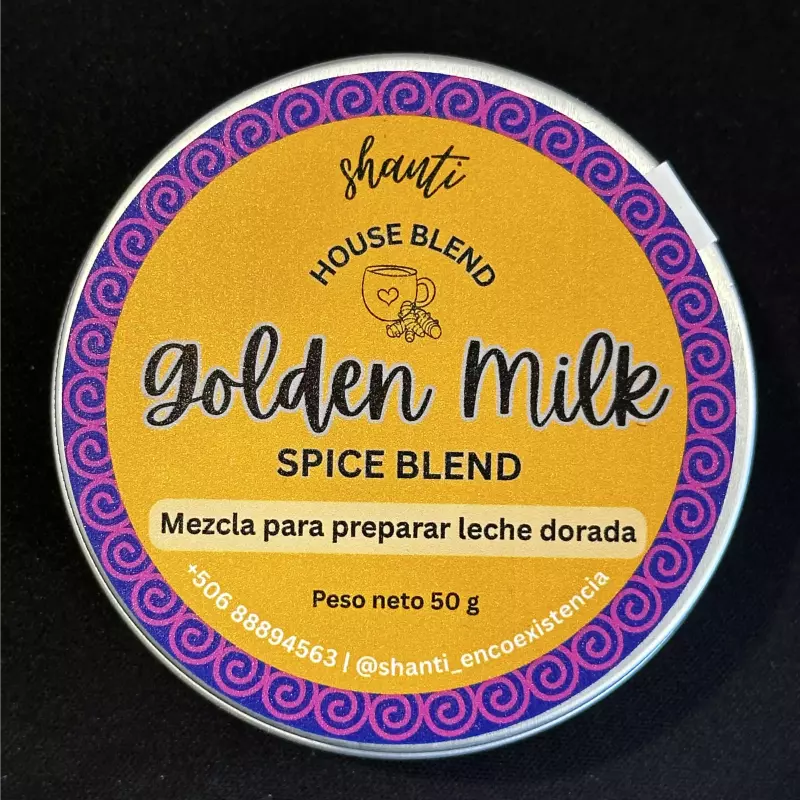 shanti
HOUSE BLEND
golden Milk
SPICE BLEND
Mezcla para preparar leche dorada
Peso neto 50 g
+506 88894563 | @shanti_encoexistencia